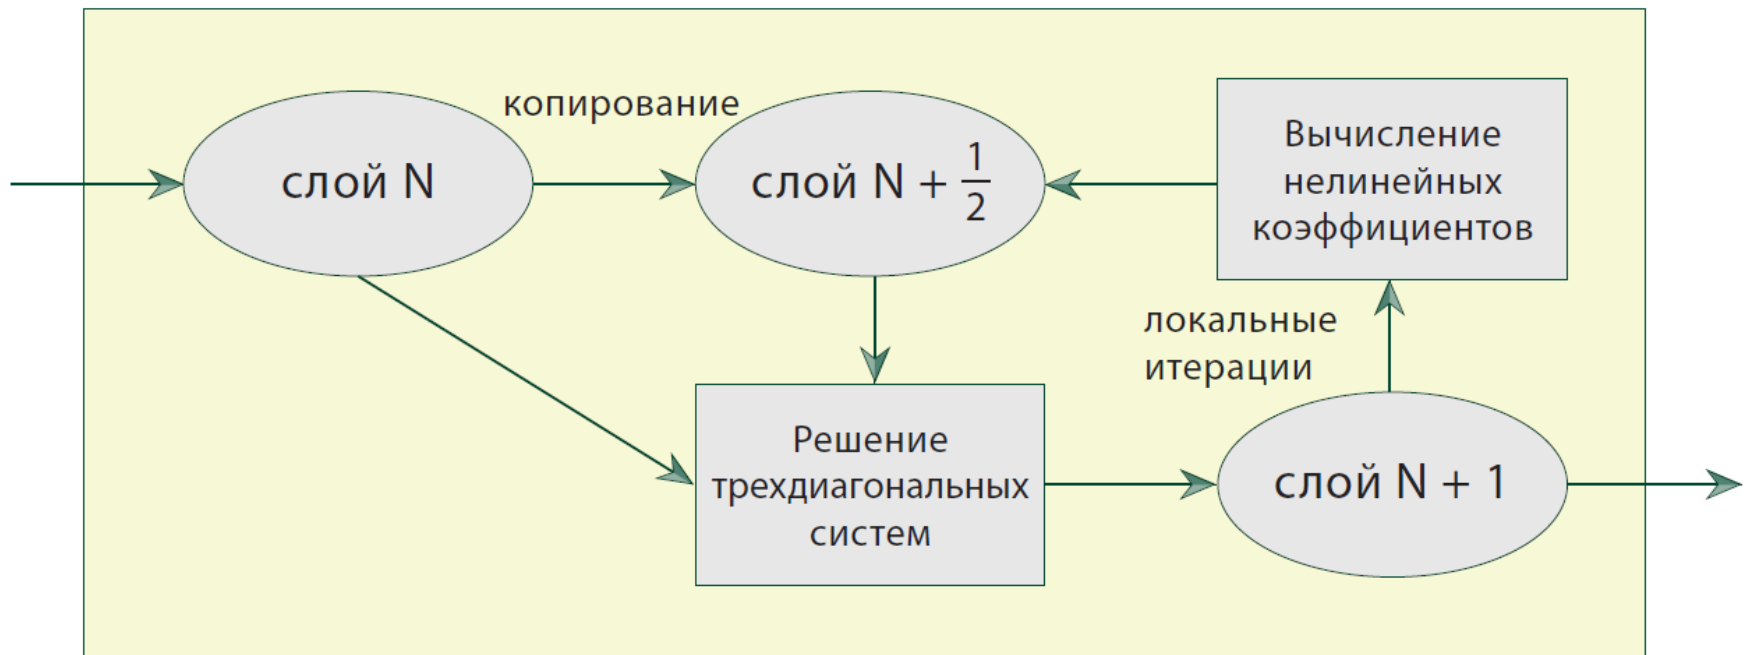 копирование
слой N
слой N + 1/2
Вычисление
нелинейных
коэффициентов
локальные
итерации
Решение
трехдиагональных
систем
слой N + 1